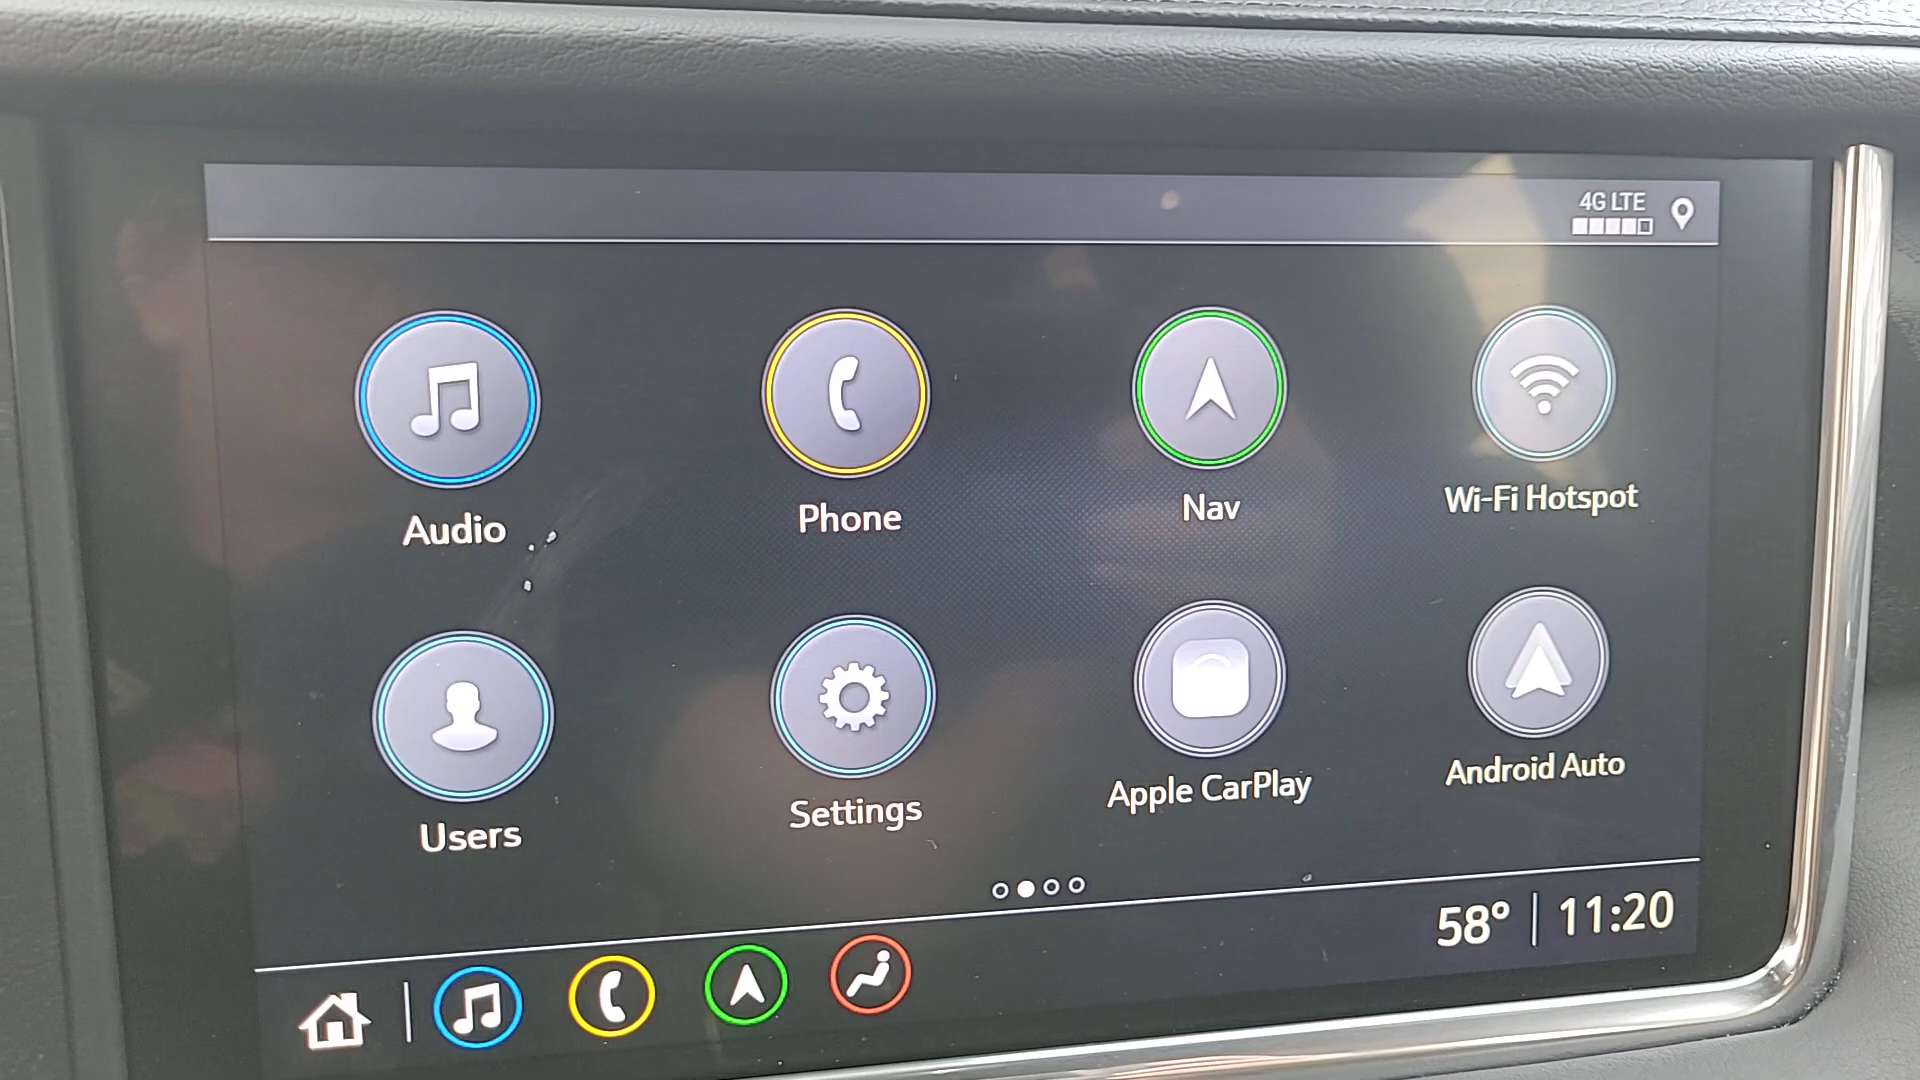 4G LTE
Audio
Phone
Nav
Wi-Fi Hotspot
Users
Settings
Apple CarPlay
Android Auto
58° 11:20